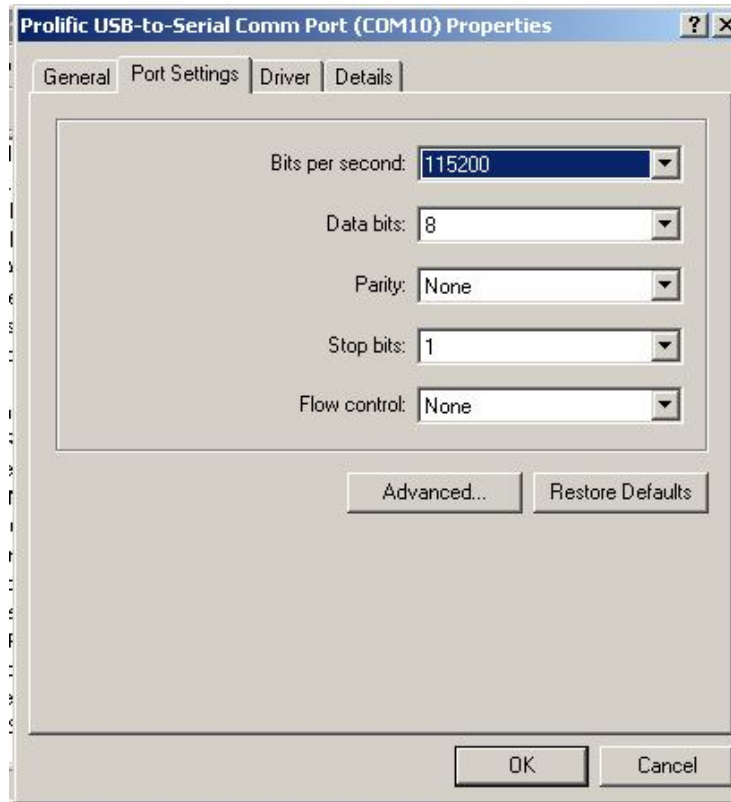 Prolific USB-to-Serial Comm Port (COM10) Properties
General Port Settings Driver Details
Bits per second: 115200
Data bits: 8
Parity: None
Stop bits: 1
Flow control: None
Advanced... Restore Defaults
OK Cancel